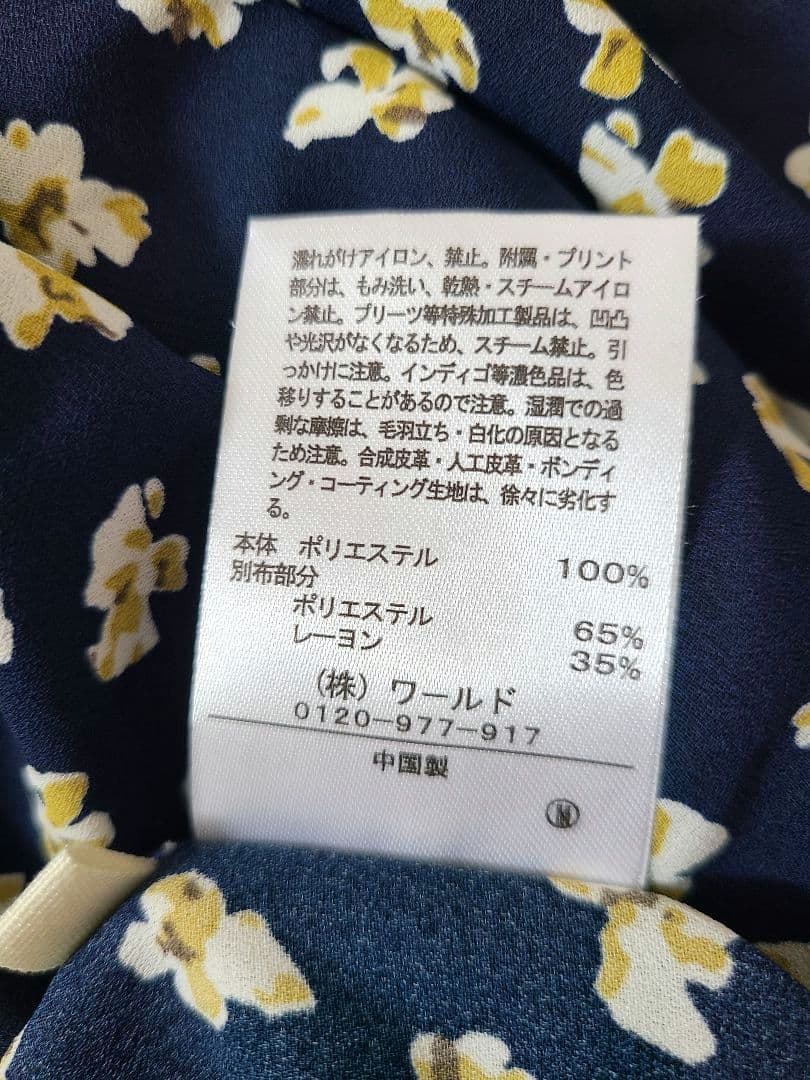 濡れがけアイロン、禁止。附属・プリント
部分は、もみ洗い、乾熱・スチームアイロ
ン禁止。プリーツ等特殊加工製品は、凹凸
や光沢がなくなるため、スチーム禁止。引
っかけに注意。インディゴ等濃色品は、色
移りすることがあるので注意。湿潤での過
剰な摩擦は、毛羽立ち・白化の原因となる
ため注意。合成皮革・人工皮革・ボンディ
ング・コーティング生地は、徐々に劣化す
る。
本体 ポリエステル 100%
別布部分
ポリエステル 65%
レーヨン 35%
（株）ワールド
0120-977-917
中国製
N